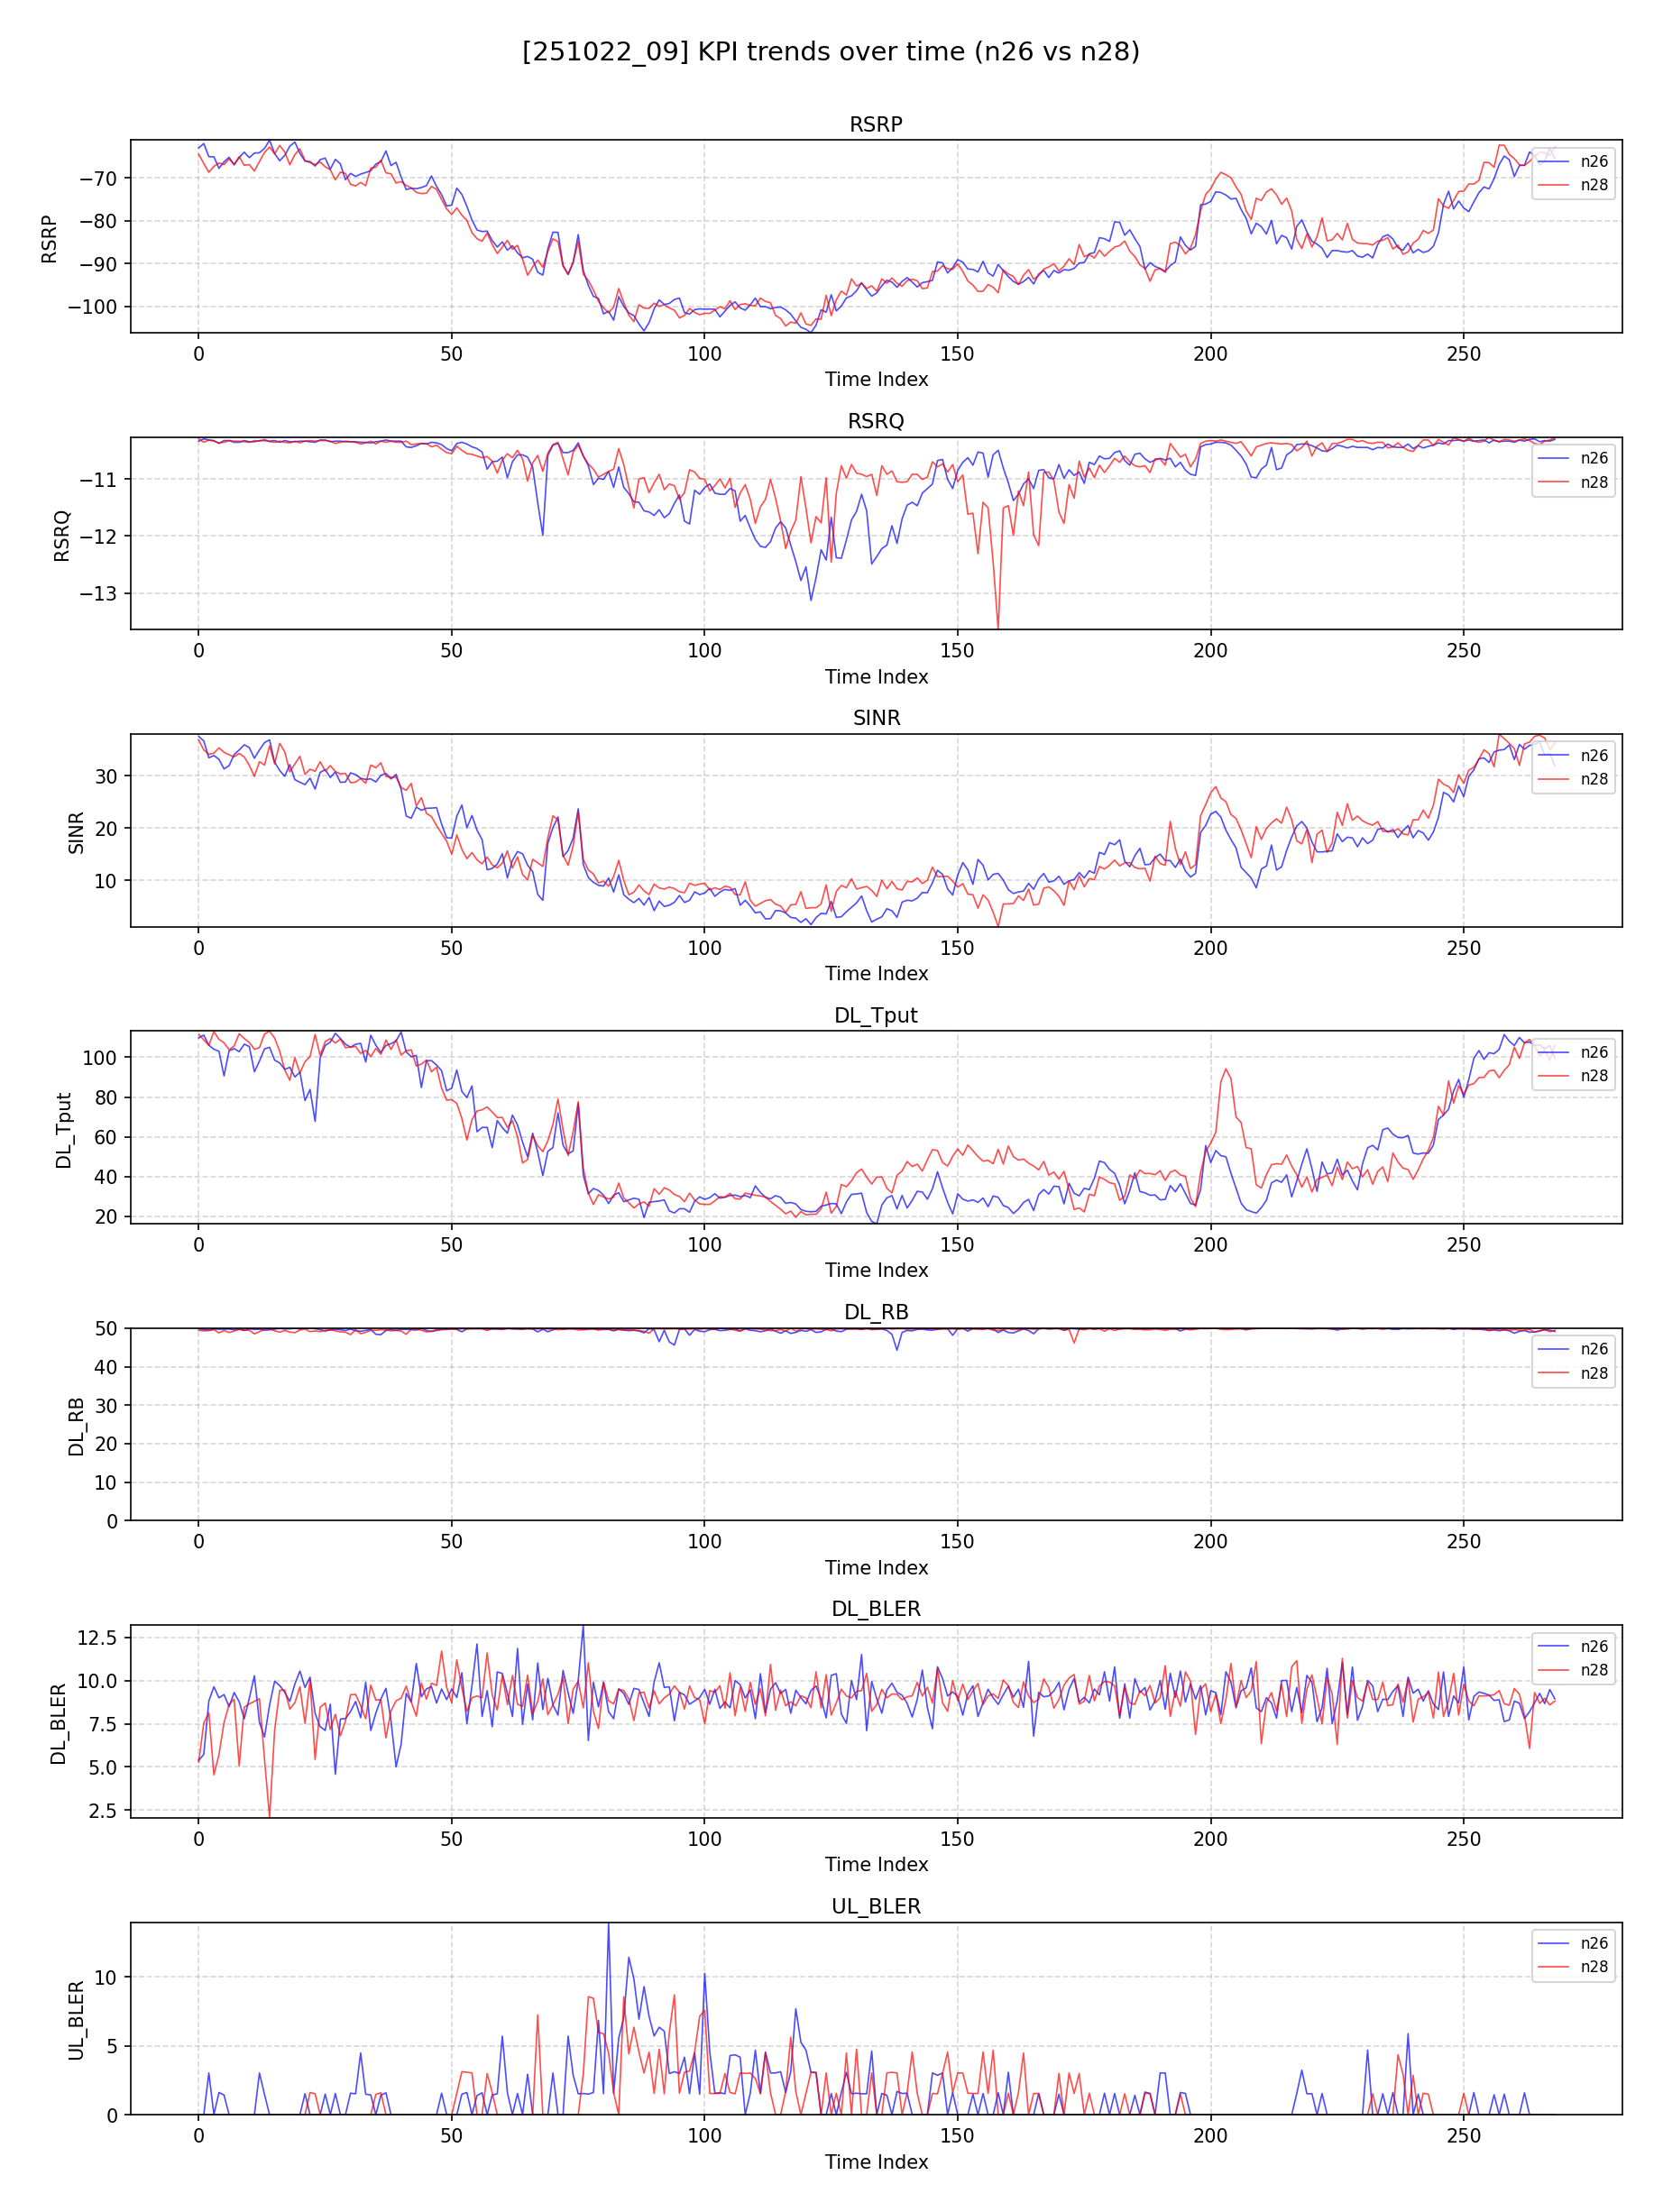 [251022_09] KPI trends over time (n26 vs n28)
RSRP
RSRP
−70
−80
−90
−100
n26
n28
0 50 100 150 200 250
Time Index
RSRQ
RSRQ
−11
−12
−13
n26
n28
0 50 100 150 200 250
Time Index
SINR
SINR
30
20
10
n26
n28
0 50 100 150 200 250
Time Index
DL_Tput
DL_Tput
100
80
60
40
20
n26
n28
0 50 100 150 200 250
Time Index
DL_RB
DL_RB
50
40
30
20
10
0
n26
n28
0 50 100 150 200 250
Time Index
DL_BLER
DL_BLER
12.5
10.0
7.5
5.0
2.5
n26
n28
0 50 100 150 200 250
Time Index
UL_BLER
UL_BLER
10
5
0
n26
n28
0 50 100 150 200 250
Time Index